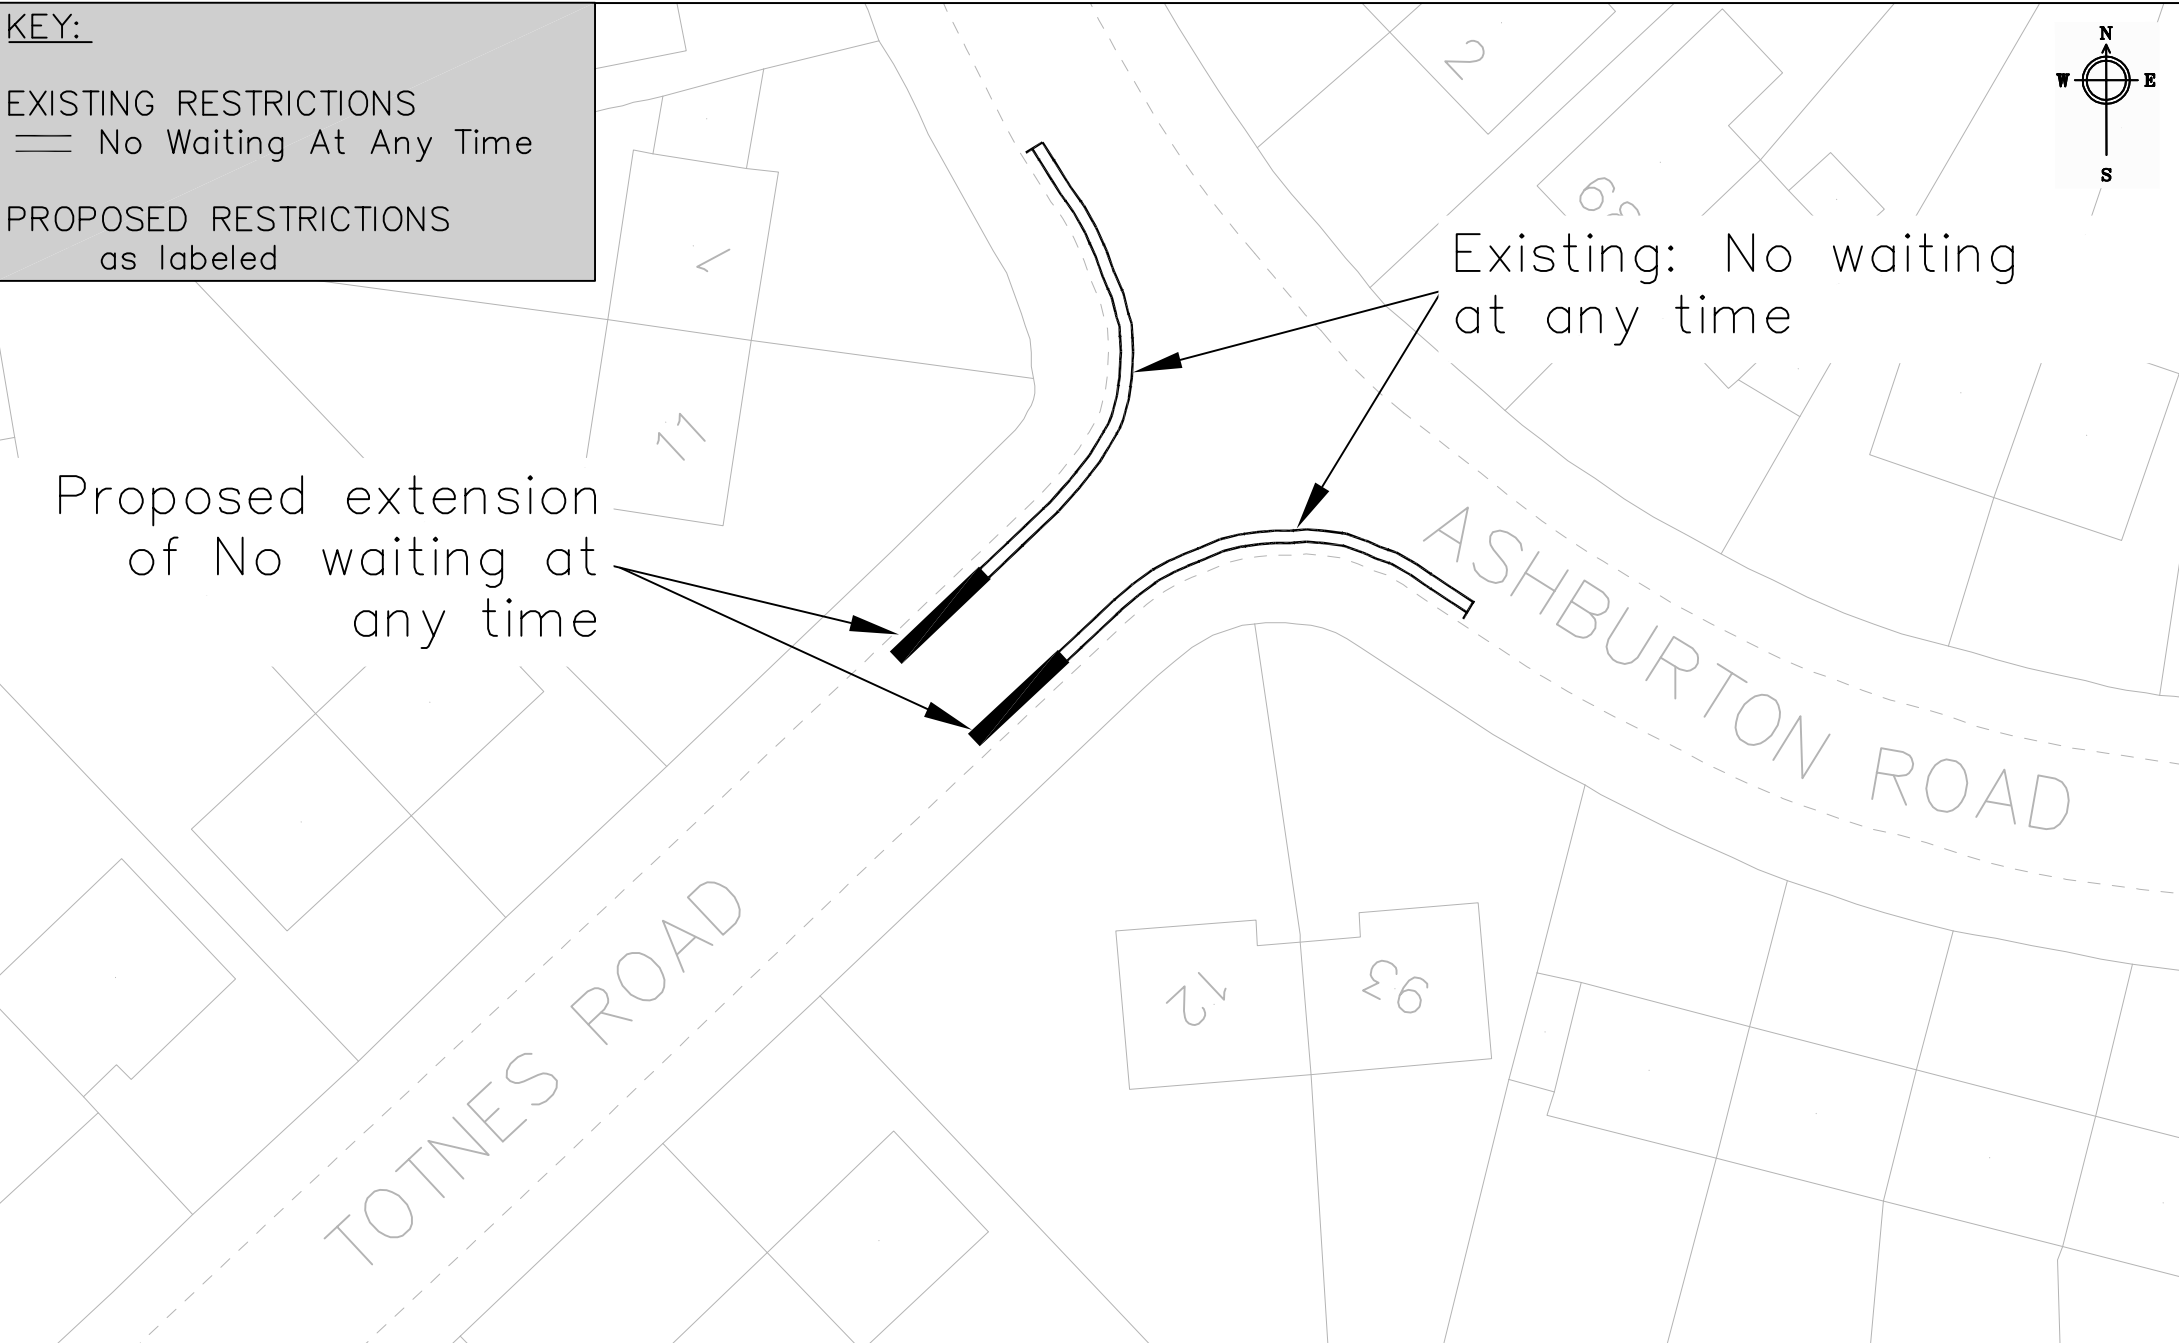 KEY:
EXISTING RESTRICTIONS
No Waiting At Any Time
PROPOSED RESTRICTIONS
as labeled
N
W E
S
2
Existing: No waiting
at any time
1
11
Proposed extension
of No waiting at
any time
ASHBURTON ROAD
TOTNES ROAD
12
93